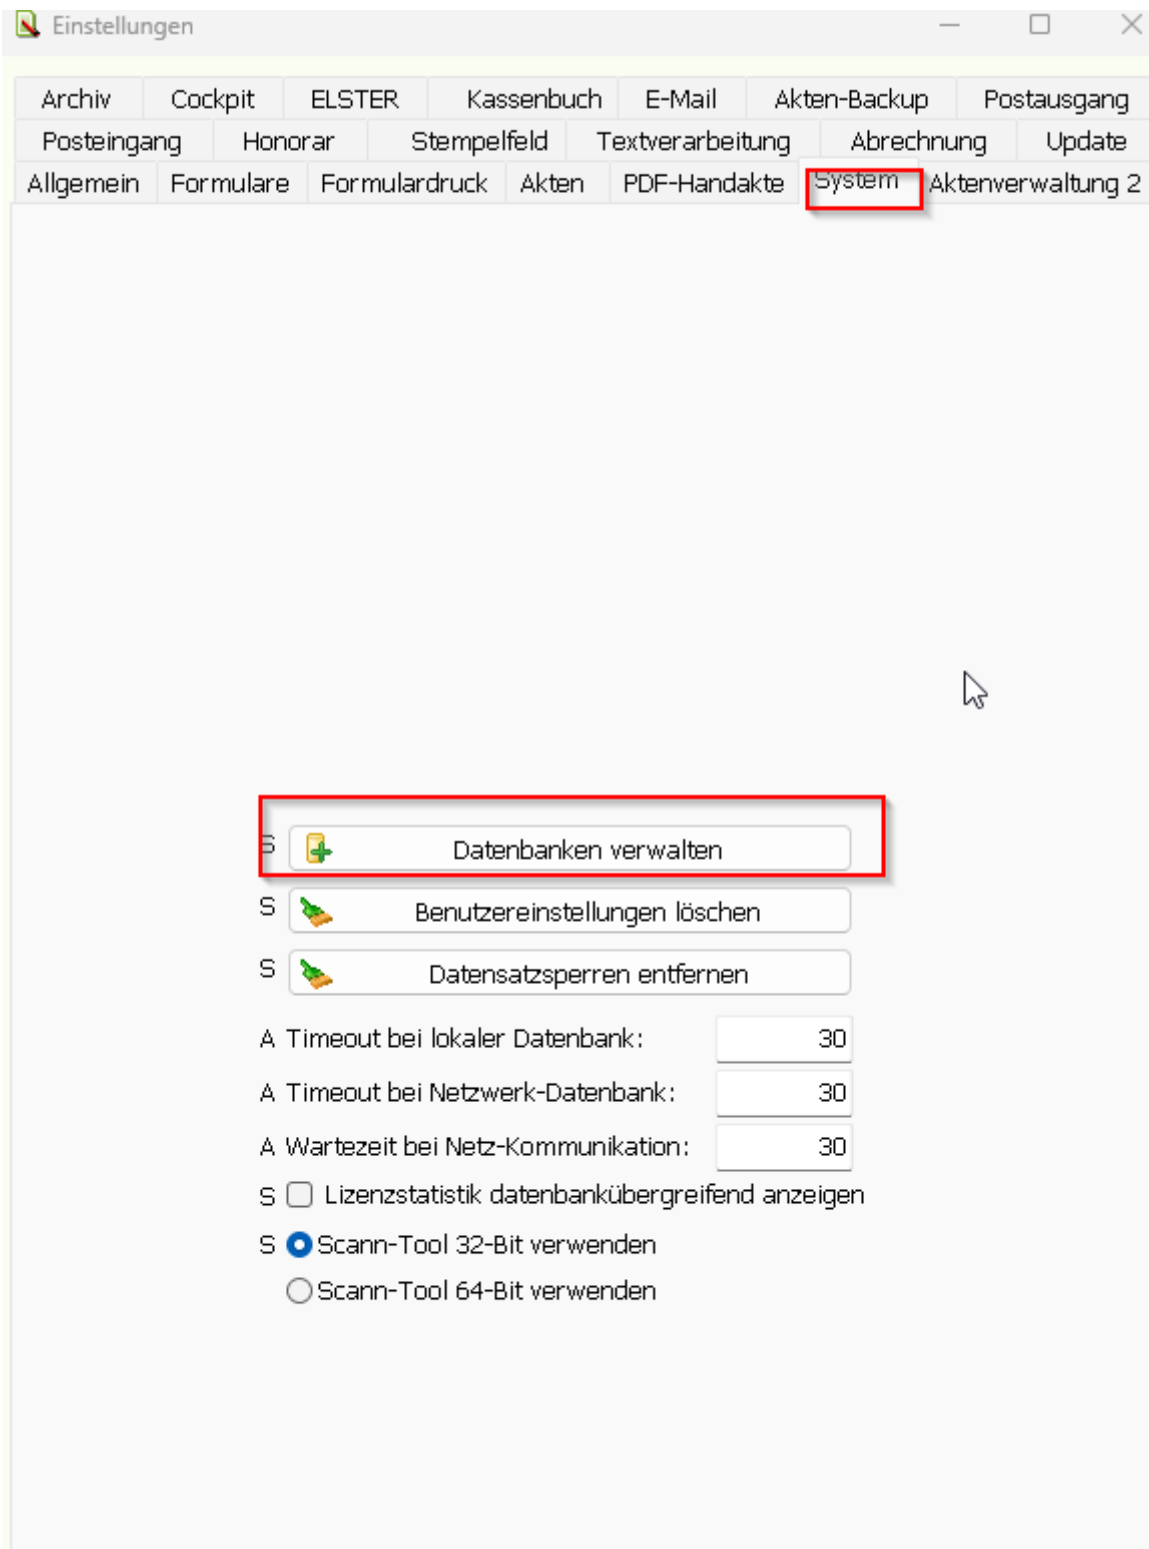 Einstellungen
Archiv Cockpit ELSTER Kassenbuch E-Mail Akten-Backup Postausgang
Posteingang Honorar Stempelfeld Textverarbeitung Abrechnung Update
Allgemein Formulare Formulardruck Akten PDF-Handakte System Aktenverwaltung 2
S Datenbanken verwalten
S Benutzereinstellungen löschen
S Datensatzsperren entfernen
A Timeout bei lokaler Datenbank: 30
A Timeout bei Netzwerk-Datenbank: 30
A Wartezeit bei Netz-Kommunikation: 30
S Lizenzstatistik datenbankübergreifend anzeigen
S Scann-Tool 32-Bit verwenden
Scann-Tool 64-Bit verwenden